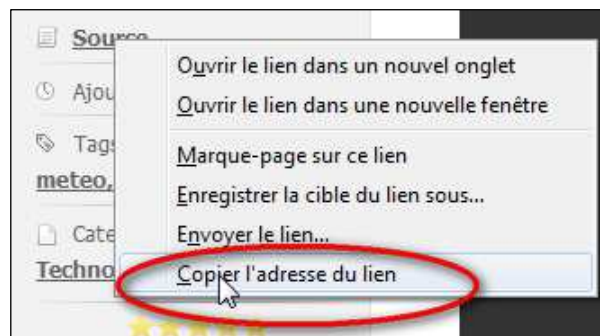 Source
Ouvrir le lien dans un nouvel onglet
Ouvrir le lien dans une nouvelle fenêtre
Ajou
Tags
Marque-page sur ce lien
meteo,
Enregistrer la cible du lien sous...
Cate
Envoyer le lien...
Techno
Copier l'adresse du lien